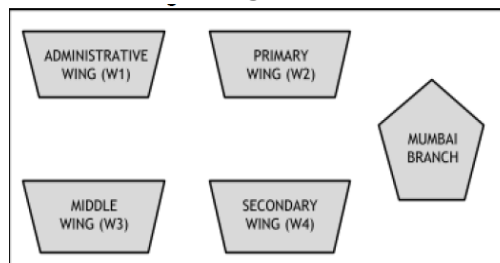 ADMINISTRATIVE
WING (W1)
PRIMARY
WING (W2)
MUMBAI
BRANCH
MIDDLE
WING (W3)
SECONDARY
WING (W4)